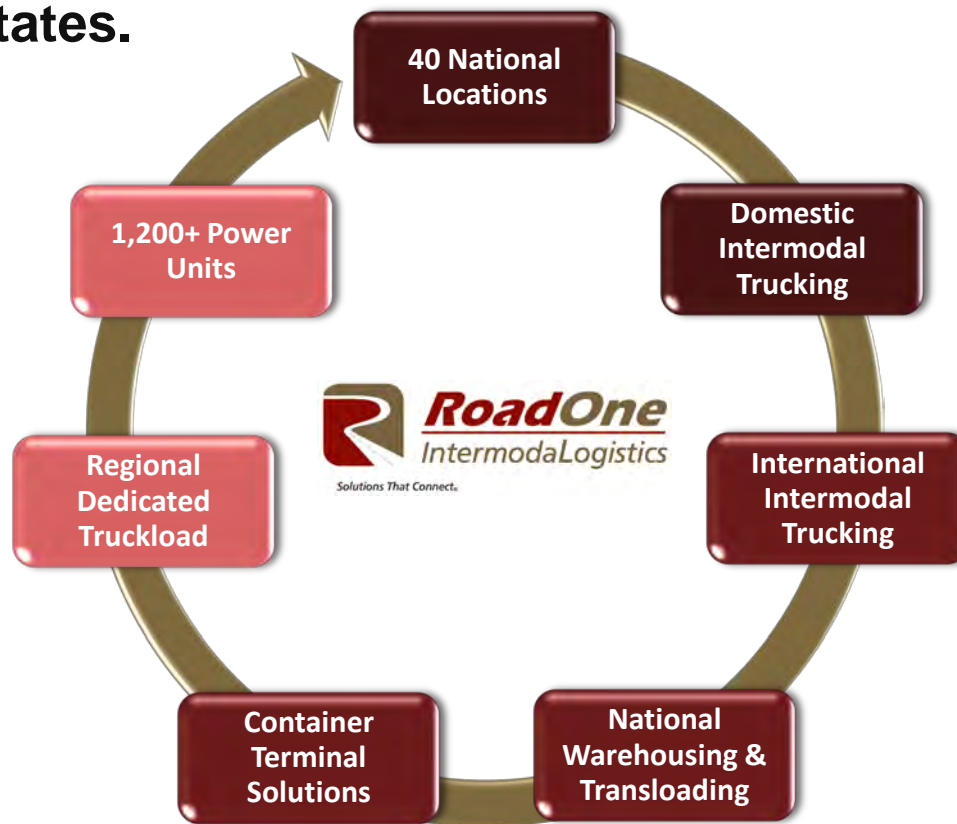 tates.
40 National
Locations
Domestic
Intermodal
Trucking
International
Intermodal
Trucking
National
Warehousing &
Transloading
Container
Terminal
Solutions
Regional
Dedicated
Truckload
1,200+ Power
Units
RoadOne
IntermodaLogistics
Solutions That Connect.